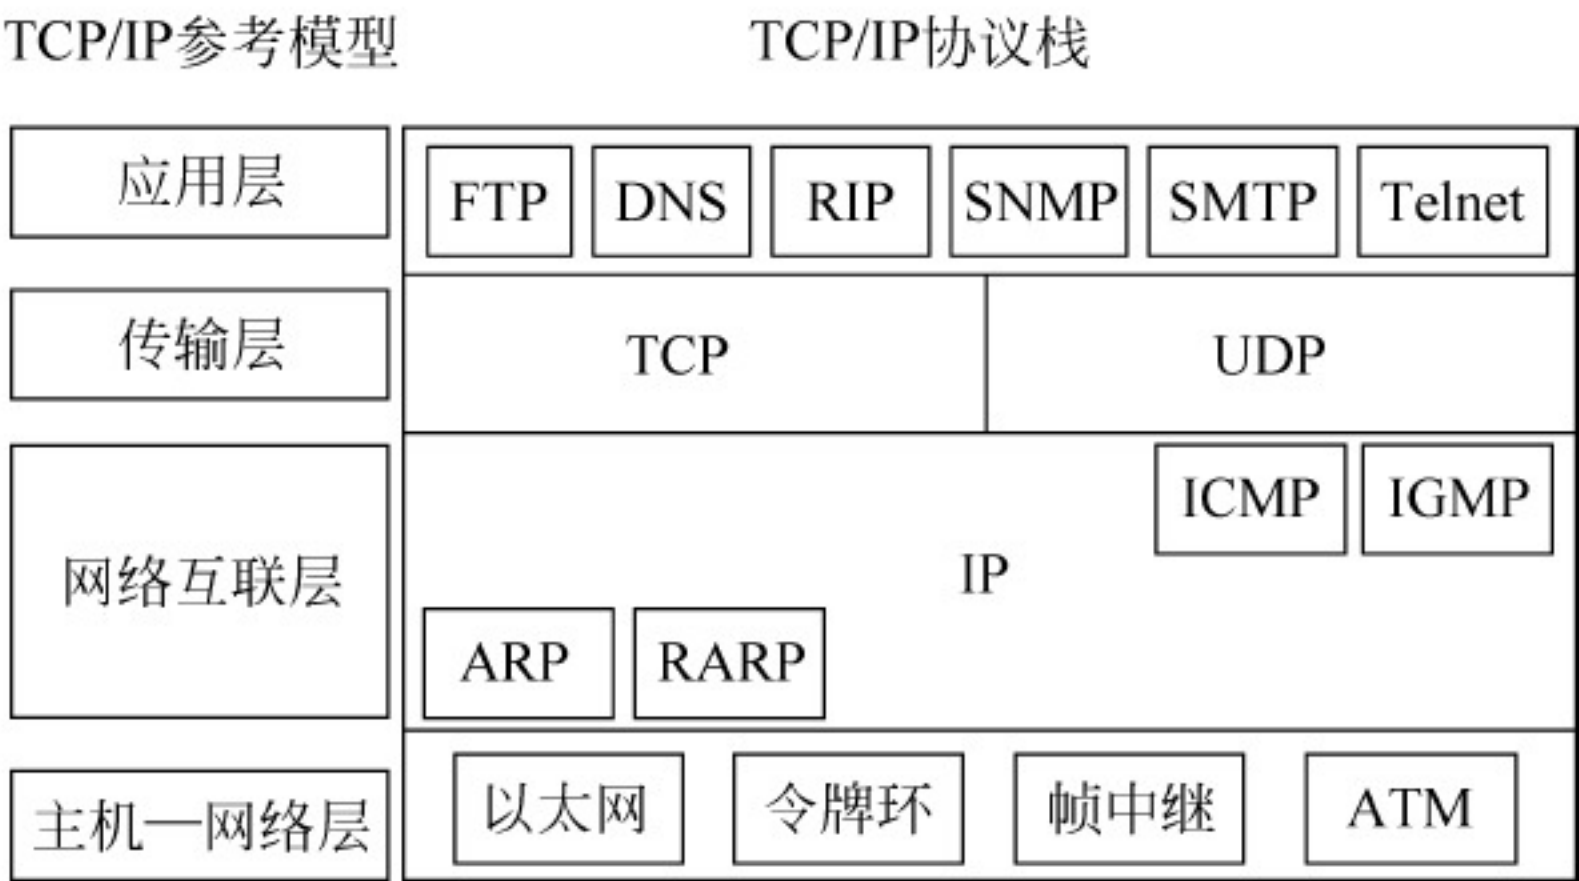 TCP/IP参考模型 TCP/IP协议栈
应用层 FTP DNS RIP SNMP SMTP Telnet
传输层 TCP UDP
ICMP IGMP
网络互联层 IP
ARP RARP
主机—网络层 以太网 令牌环 帧中继 ATM